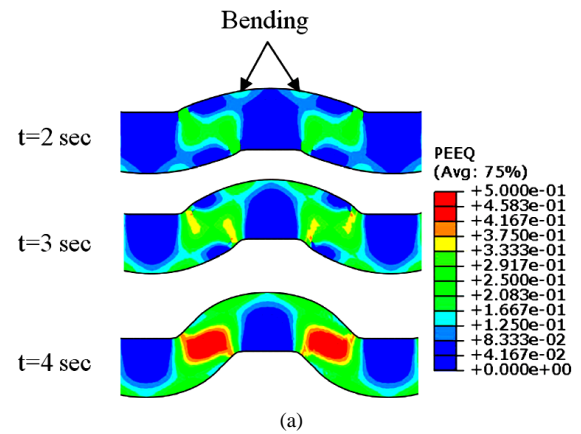 Bending
t=2 sec
t=3 sec
t=4 sec
PEEQ
(Avg: 75%)
+5.000e-01
+4.583e-01
+4.167e-01
+3.750e-01
+3.333e-01
+2.917e-01
+2.500e-01
+2.083e-01
+1.667e-01
+1.250e-01
+8.333e-02
+4.167e-02
+0.000e+00
(a)